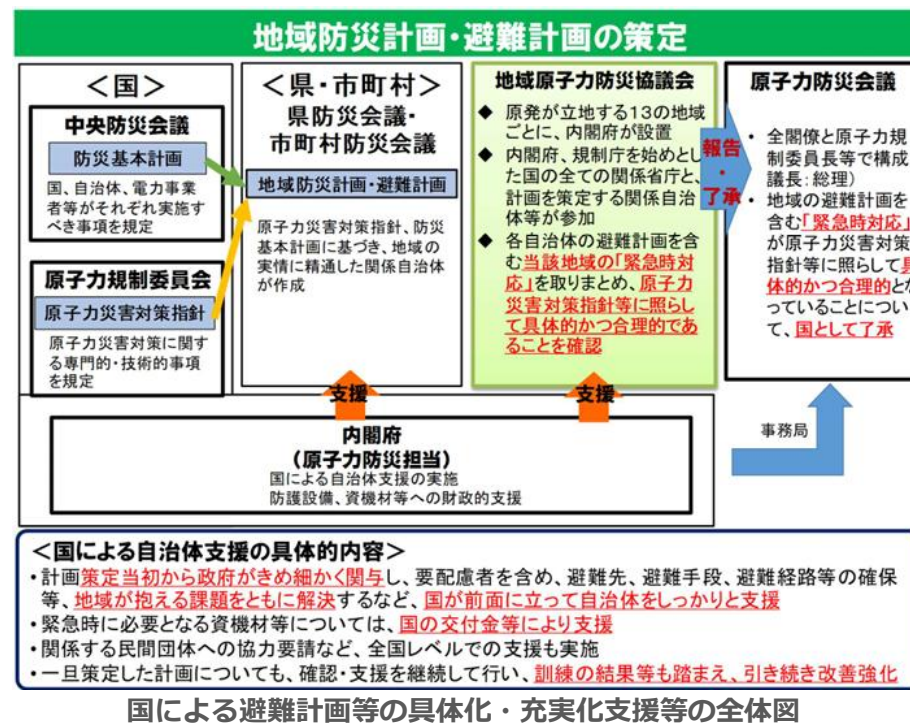 地域防災計画・避難計画の策定
＜国＞
中央防災会議
防災基本計画
国、自治体、電力事業
者等がそれぞれ実施す
べき事項を規定
原子力規制委員会
原子力災害対策指針
原子力災害対策に関す
る専門的・技術的事項
を規定
＜県・市町村＞
県防災会議・
市町村防災会議
地域防災計画・避難計画
原子力災害対策指針、防災
基本計画に基づき、地域の
実情に精通した関係自治体
が作成
支援
地域原子力防災協議会
◆ 原発が立地する13の地域
ごとに、内閣府が設置
◆ 内閣府、規制庁を始めとし
た国の全ての関係省庁と、
計画を策定する関係自治
体等が参加
◆ 各自治体の避難計画を含
む当該地域の「緊急時対
応」を取りまとめ、原子力
災害対策指針等に照らし
て具体的かつ合理的であ
ることを確認
支援
報告
・
了承
原子力防災会議
・ 全閣僚と原子力規
制委員長等で構成
議長：総理）
・ 地域の避難計画を
含む「緊急時対応」
が原子力災害対策
指針等に照らして
体的かつ合理的とな
っていることについ
て、国として了承
事務局
内閣府
（原子力防災担当）
国による自治体支援の実施
防護設備、資機材等への財政的支援
＜国による自治体支援の具体的内容＞
・計画策定当初から政府がきめ細かく関与し、要配慮者を含め、避難先、避難手段、避難経路等の確保
等、地域が抱える課題をともに解決するなど、国が前面に立って自治体をしっかりと支援
・緊急時に必要となる資機材等については、国の交付金等により支援
・関係する民間団体への協力要請など、全国レベルでの支援も実施
・一旦策定した計画についても、確認・支援を継続して行い、訓練の結果等も踏まえ、引き続き改善強化
国による避難計画等の具体化・充実化支援等の全体図